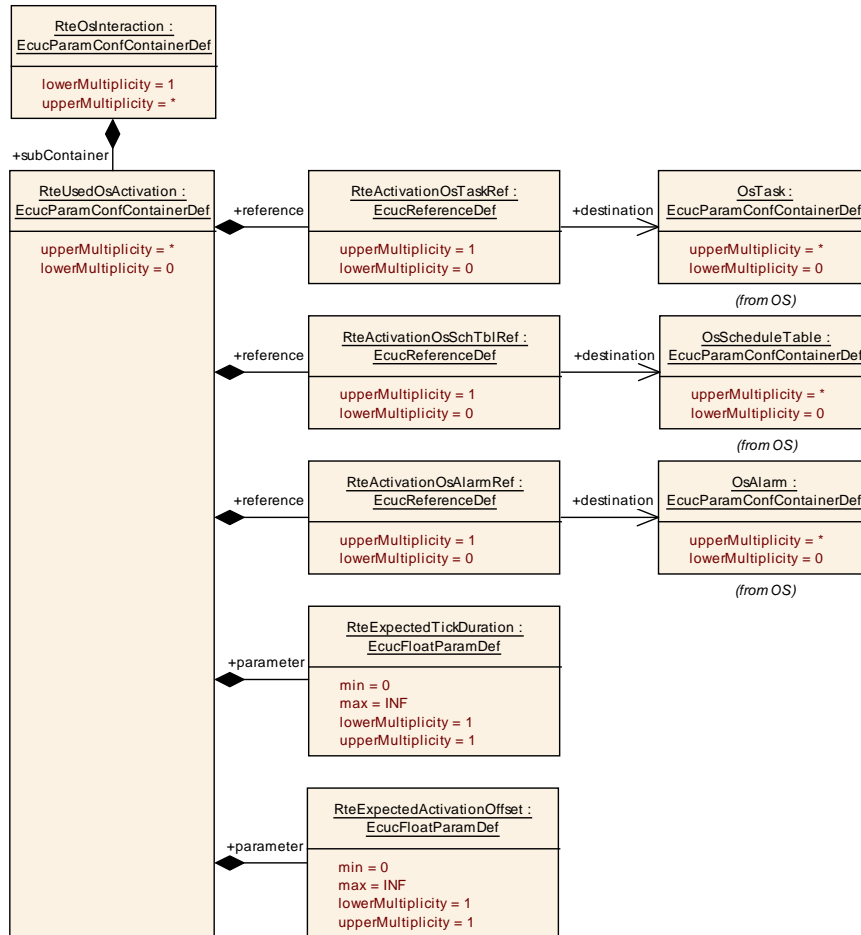 RteOsInteraction :
EcucParamConfContainerDef
lowerMultiplicity = 1
upperMultiplicity = *
+subContainer
RteUsedOsActivation :
EcucParamConfContainerDef
upperMultiplicity = *
lowerMultiplicity = 0
+reference
RteActivationOsTaskRef :
EcucReferenceDef
upperMultiplicity = 1
lowerMultiplicity = 0
+destination
OsTask :
EcucParamConfContainerDef
upperMultiplicity = *
lowerMultiplicity = 0
(from OS)
+reference
RteActivationOsSchTblRef :
EcucReferenceDef
upperMultiplicity = 1
lowerMultiplicity = 0
+destination
OsScheduleTable :
EcucParamConfContainerDef
upperMultiplicity = *
lowerMultiplicity = 0
(from OS)
+reference
RteActivationOsAlarmRef :
EcucReferenceDef
upperMultiplicity = 1
lowerMultiplicity = 0
+destination
OsAlarm :
EcucParamConfContainerDef
upperMultiplicity = *
lowerMultiplicity = 0
(from OS)
+parameter
RteExpectedTickDuration :
EcucFloatParamDef
min = 0
max = INF
lowerMultiplicity = 1
upperMultiplicity = 1
+parameter
RteExpectedActivationOffset :
EcucFloatParamDef
min = 0
max = INF
lowerMultiplicity = 1
upperMultiplicity = 1